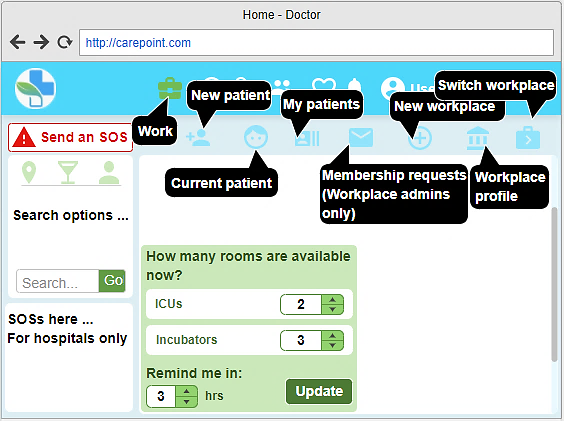 Home - Doctor
http://carepoint.com
Switch workplace
New patient
My patients
New workplace
Work
Send an SOS
Current patient
Membership requests
(Workplace admins
only)
Workplace
profile
Search options ...
Search...
Go
SOSs here ...
For hospitals only
How many rooms are available
now?
ICUs
2
Incubators
3
Remind me in:
3
hrs
Update